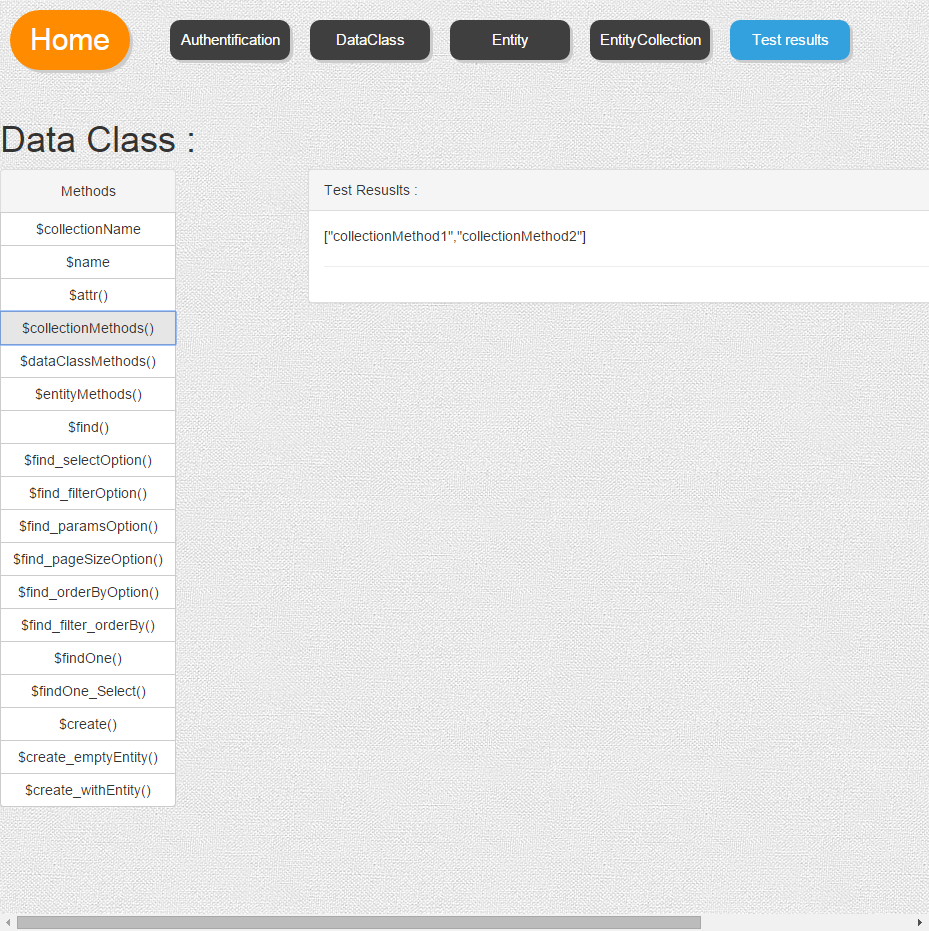 Home
Authentification
DataClass
Entity
EntityCollection
Test results
Data Class :
Methods
$collectionName
$name
$attr()
$collectionMethods()
$dataClassMethods()
$entityMethods()
$find()
$find_selectOption()
$find_filterOption()
$find_paramsOption()
$find_pageSizeOption()
$find_orderByOption()
$find_filter_orderBy()
$findOne()
$findOne_Select()
$create()
$create_emptyEntity()
$create_withEntity()
Test Resuslts :
["collectionMethod1","collectionMethod2"]